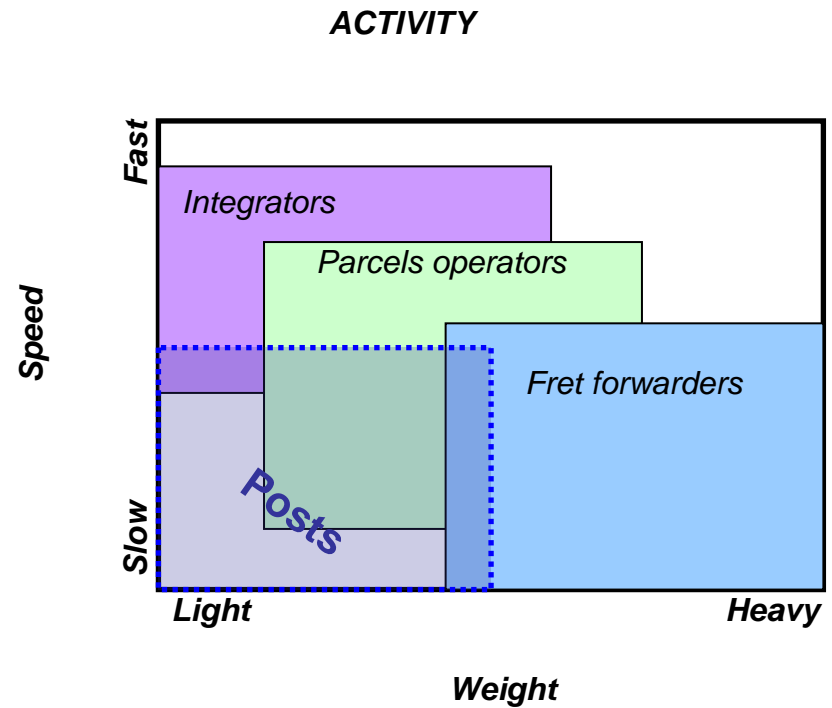 ACTIVITY
Fast
Integrators
Parcels operators
Speed
Fret forwarders
Posts
Slow
Light
Heavy
Weight